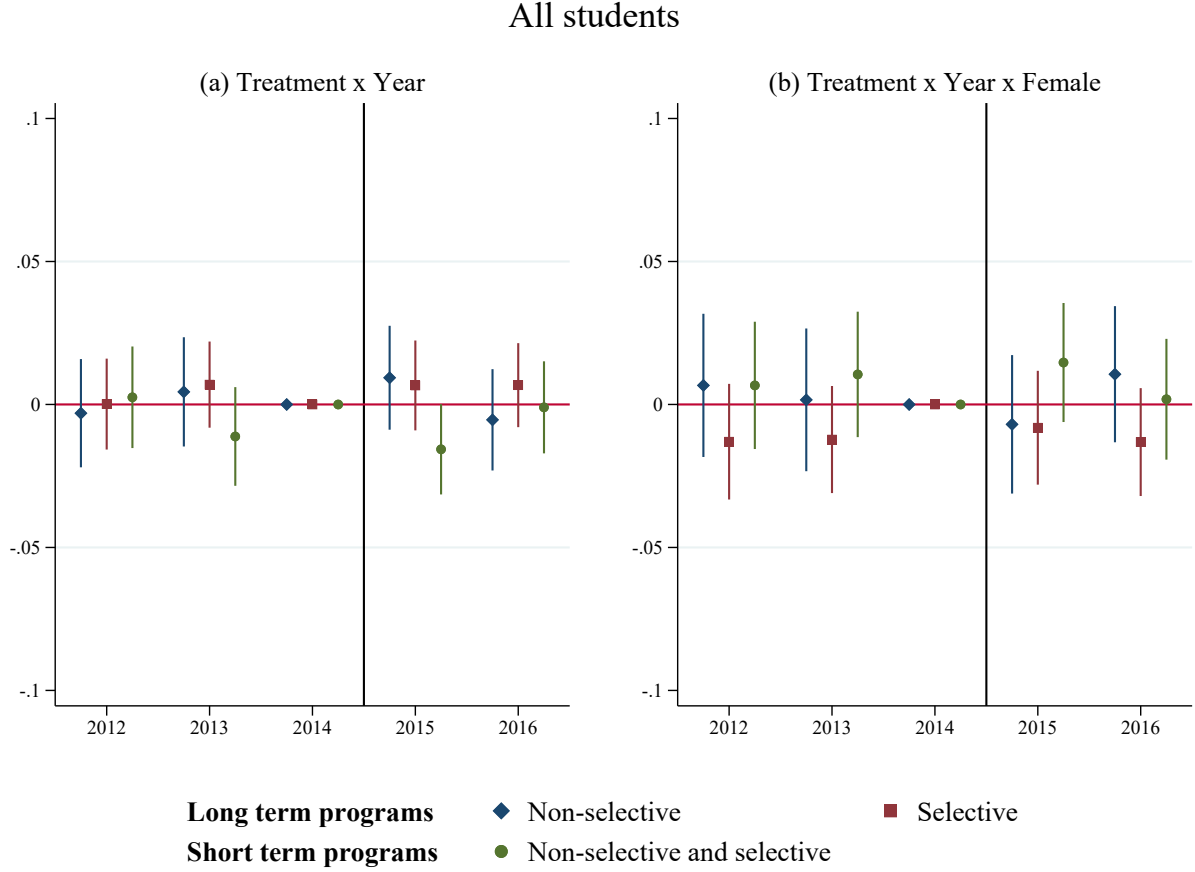 All students
(a) Treatment x Year
(b) Treatment x Year x Female
.1
.05
0
-.05
-.1
2012 2013 2014 2015 2016
.1
.05
0
-.05
-.1
2012 2013 2014 2015 2016
Long term programs Non-selective Selective
Short term programs Non-selective and selective